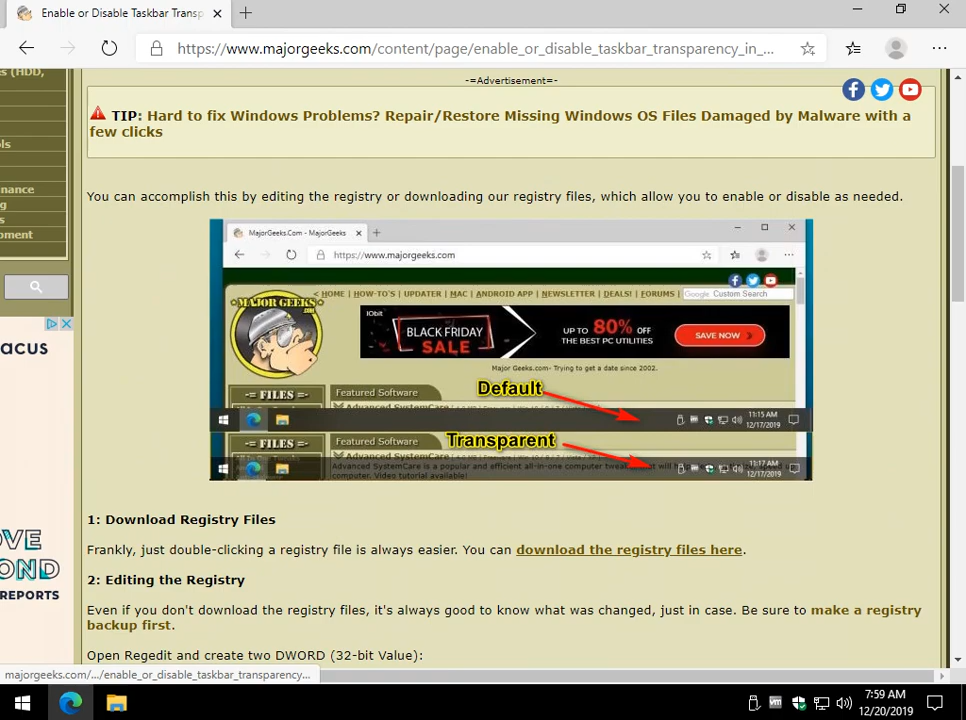 Enable or Disable Taskbar Transp
https://www.majorgeeks.com/content/page/enable_or_disable_taskbar_transparency_in_...
s (HDD,
ols
nance
g
s
oment
-=Advertisement=-
TIP: Hard to fix Windows Problems? Repair/Restore Missing Windows OS Files Damaged by Malware with a
few clicks
You can accomplish this by editing the registry or downloading our registry files, which allow you to enable or disable as needed.
MajorGeeks.Com - MajorGeeks
https://www.majorgeeks.com
< HOME | HOW-TO'S | UPDATER | MAC | ANDROID APP | NEWSLETTER | DEALS! | FORUMS |
Google Custom Search
MAJOR GEEKS
.COM
IObit
BLACK FRIDAY
SALE
UP TO 80% OFF
THE BEST PC UTILITIES
SAVE NOW >
Major Geeks.com- Trying to get a date since 2002.
-= FILES =-
Featured Software
Default
11:15 AM
12/17/2019
-= FILES =-
Featured Software
Transparent
Advanced SystemCare is a popular and efficient all-in-one computer
computer. Video tutorial available!
11:17 AM
12/17/2019
acus
OVE
OND
REPORTS
1: Download Registry Files
Frankly, just double-clicking a registry file is always easier. You can download the registry files here.
2: Editing the Registry
Even if you don't download the registry files, it's always good to know what was changed, just in case. Be sure to make a registry
backup first.
Open Regedit and create two DWORD (32-bit Value):
majorgeeks.com/.../enable_or_disable_taskbar_transparency...
vm
7:59 AM
12/20/2019